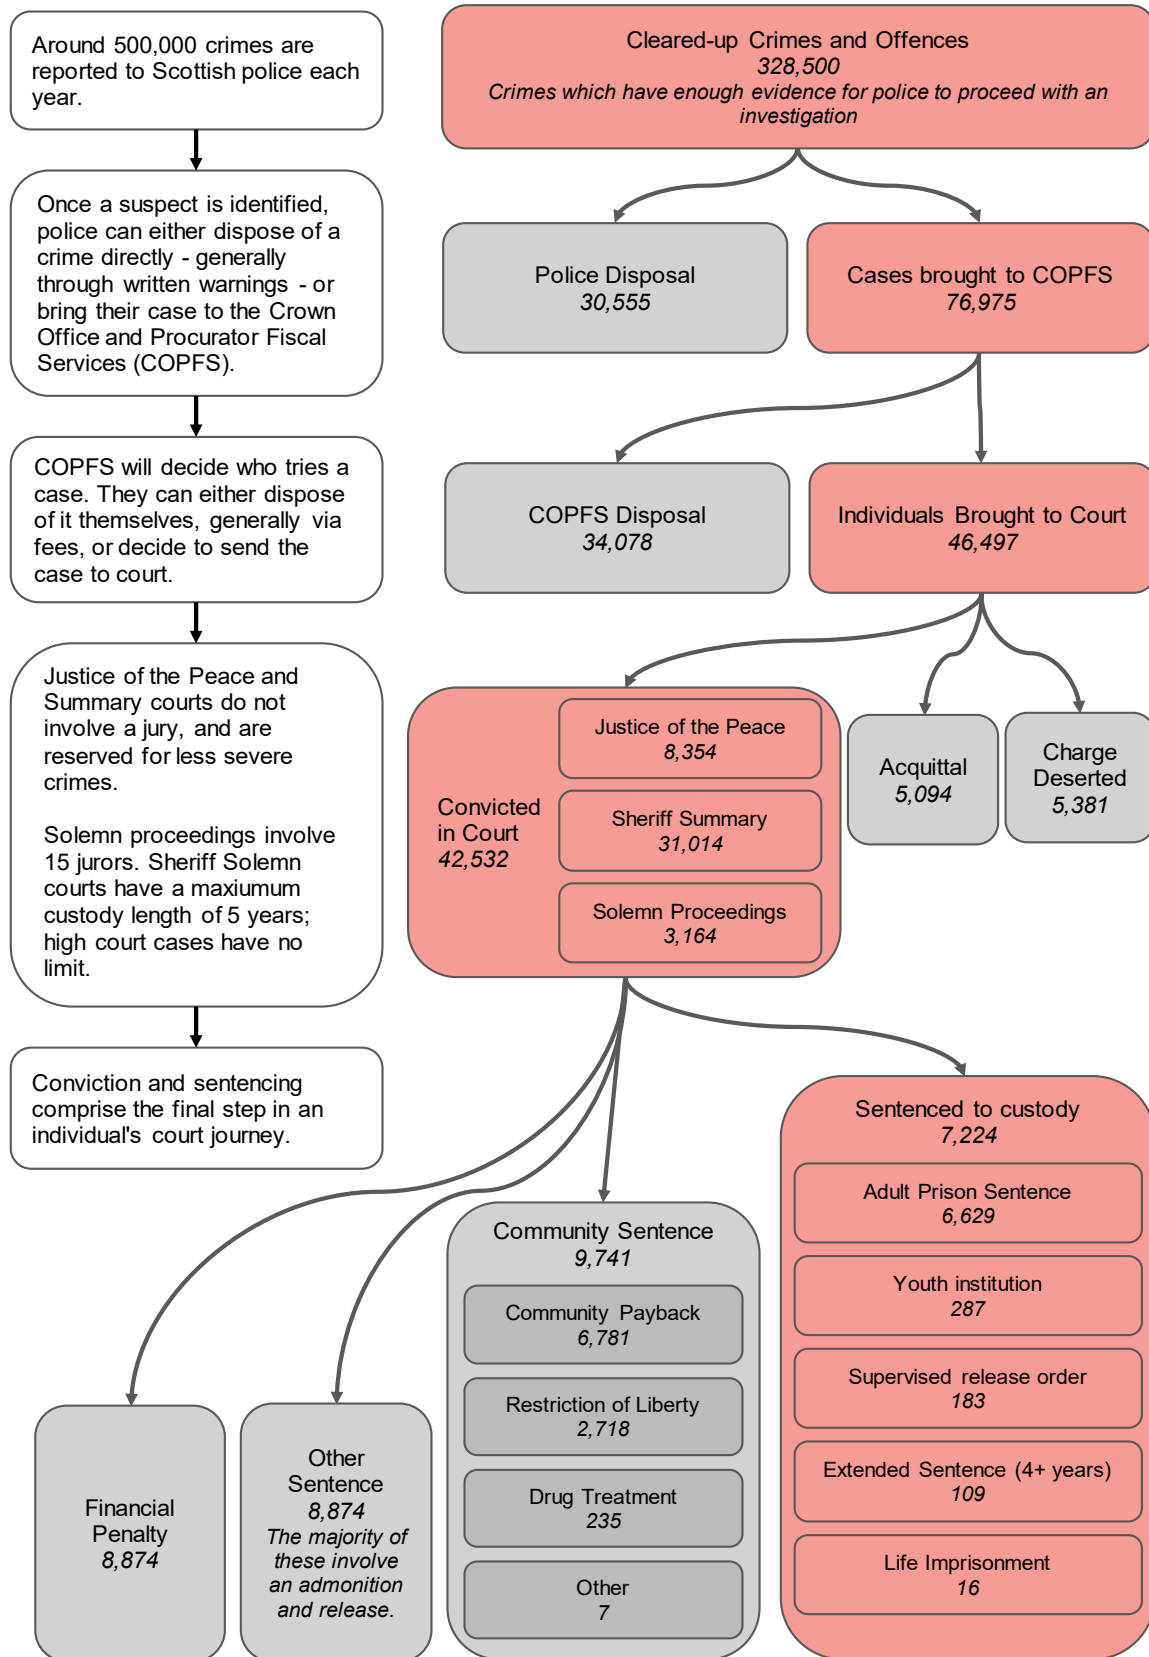 Around 500,000 crimes are
reported to Scottish police each
year.
Once a suspect is identified,
police can either dispose of a
crime directly - generally
through written warnings - or
bring their case to the Crown
Office and Procurator Fiscal
Services (COPFS).
COPFS will decide who tries a
case. They can either dispose
of it themselves, generally via
fees, or decide to send the
case to court.
Justice of the Peace and
Summary courts do not
involve a jury, and are
reserved for less severe
crimes.
Solemn proceedings involve
15 jurors. Sheriff Solemn
courts have a maxiumum
custody length of 5 years;
high court cases have no
limit.
Conviction and sentencing
comprise the final step in an
individual's court journey.
Cleared-up Crimes and Offences
328,500
Crimes which have enough evidence for police to proceed with an
investigation
Police Disposal
30,555
Cases brought to COPFS
76,975
COPFS Disposal
34,078
Individuals Brought to Court
46,497
Convicted
in Court
42,532
Justice of the Peace
8,354
Sheriff Summary
31,014
Solemn Proceedings
3,164
Acquittal
5,094
Charge
Deserted
5,381
Financial
Penalty
8,874
Other
Sentence
8,874
The majority of
these involve
an admonition
and release.
Community Sentence
9,741
Community Payback
6,781
Restriction of Liberty
2,718
Drug Treatment
235
Other
7
Sentenced to custody
7,224
Adult Prison Sentence
6,629
Youth institution
287
Supervised release order
183
Extended Sentence (4+ years)
109
Life Imprisonment
16